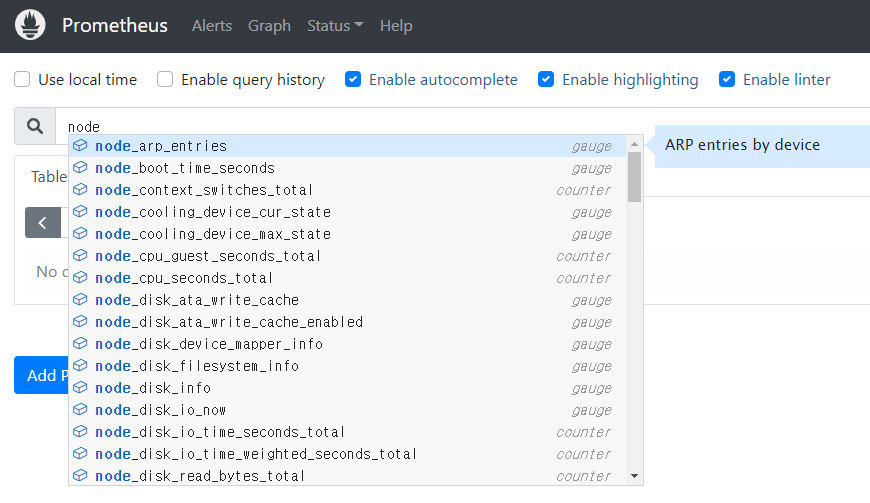 Prometheus Alerts Graph Status Help
Use local time Enable query history Enable autocomplete Enable highlighting Enable linter
node
node_arp_entries gauge ARP entries by device
node_boot_time_seconds gauge
Table
node_context_switches_total counter
node_cooling_device_cur_state gauge
node_cooling_device_max_state gauge
node_cpu_guest_seconds_total counter
No
node_cpu_seconds_total counter
node_disk_ata_write_cache gauge
node_disk_ata_write_cache_enabled gauge
node_disk_device_mapper_info gauge
node_disk_filesystem_info gauge
Add P
node_disk_info gauge
node_disk_io_now gauge
node_disk_io_time_seconds_total counter
node_disk_io_time_weighted_seconds_total counter
node_disk_read_bytes_total counter